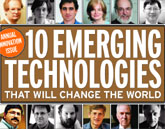 ANNUAL
INNOVATION
ISSUE
10 EMERGING
TECHNOLOGIES
THAT WILL CHANGE THE WORLD